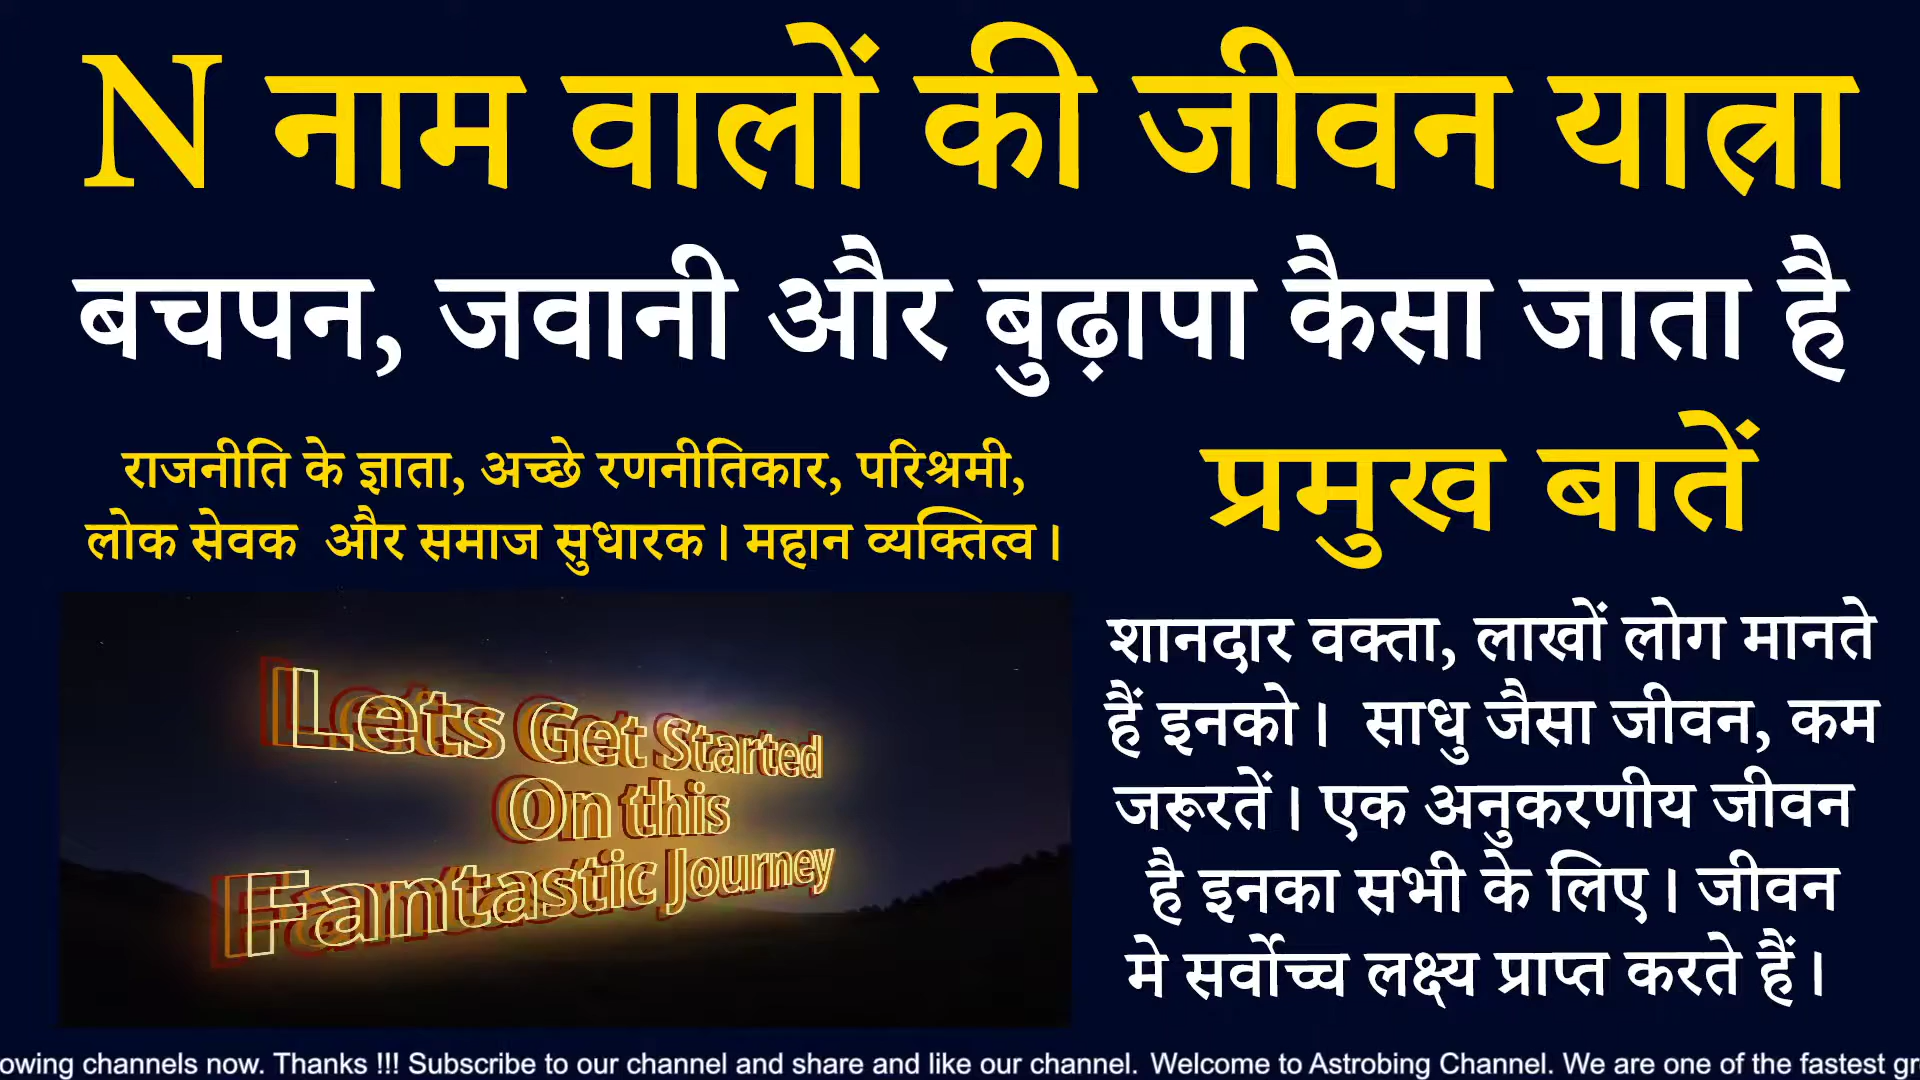 N नाम वालों की जीवन यात्रा
बचपन, जवानी और बुढ़ापा कैसा जाता है
राजनीति के ज्ञाता, अच्छे रणनीतिकार, परिश्रमी,
लोक सेवक और समाज सुधारक। महान व्यक्तित्व।
प्रमुख बातें
Lets Get Started
On this
Fantastic Journey
शानदार वक्ता, लाखों लोग मानते
हैं इनको। साधु जैसा जीवन, कम
जरूरतें। एक अनुकरणीय जीवन
है इनका सभी के लिए। जीवन
मे सर्वोच्च लक्ष्य प्राप्त करते हैं।
owing channels now. Thanks !!! Subscribe to our channel and share and like our channel. Welcome to Astrobing Channel. We are one of the fastest gr